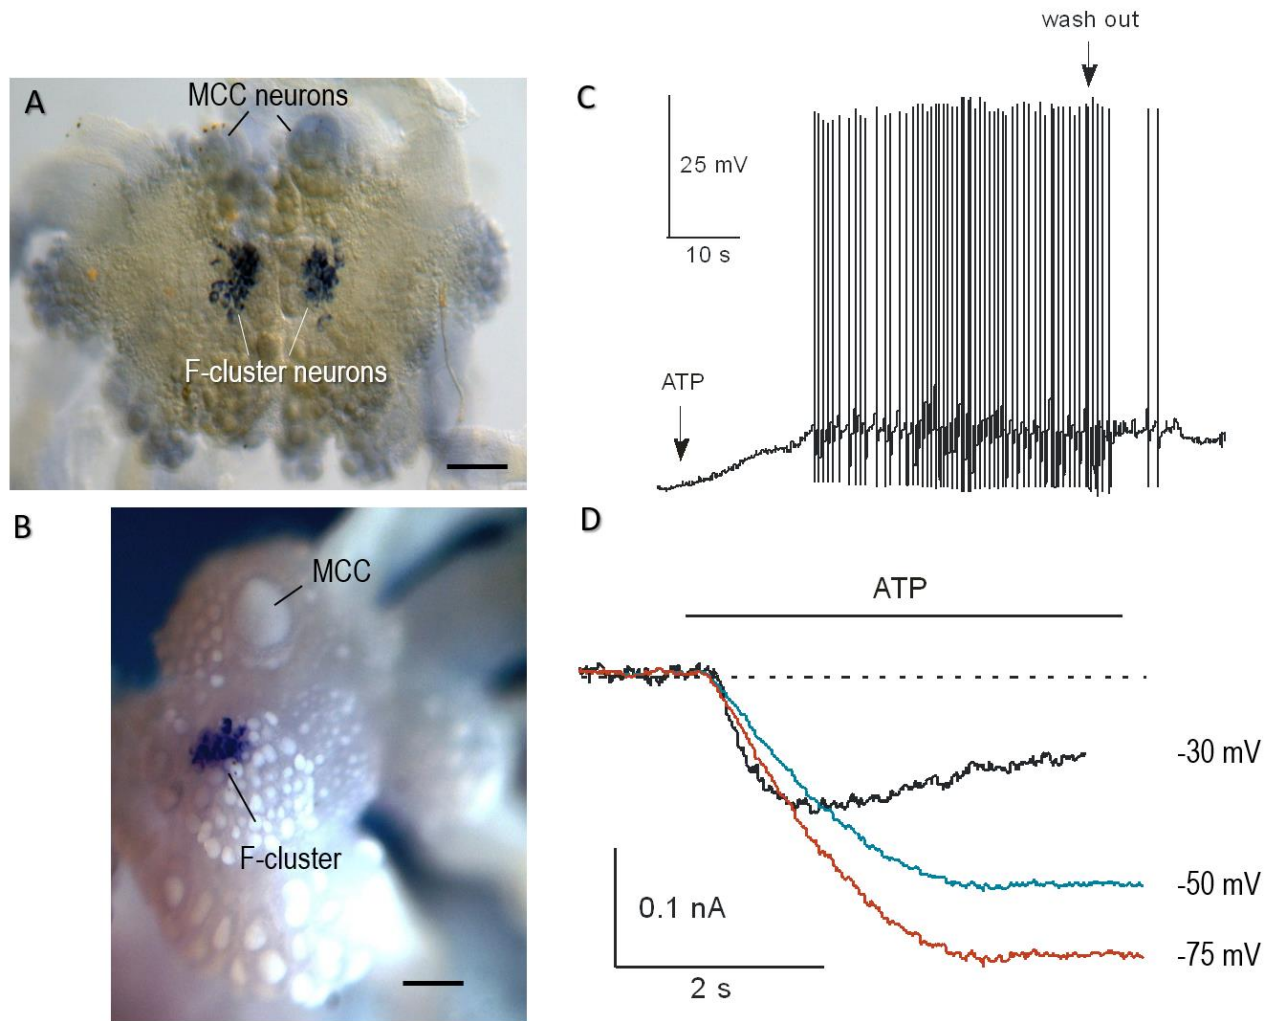 A
MCC neurons
F-cluster neurons
B
MCC
F-cluster
C
wash out
25 mV
10 s
ATP
D
ATP
-30 mV
-50 mV
-75 mV
0.1 nA
2 s